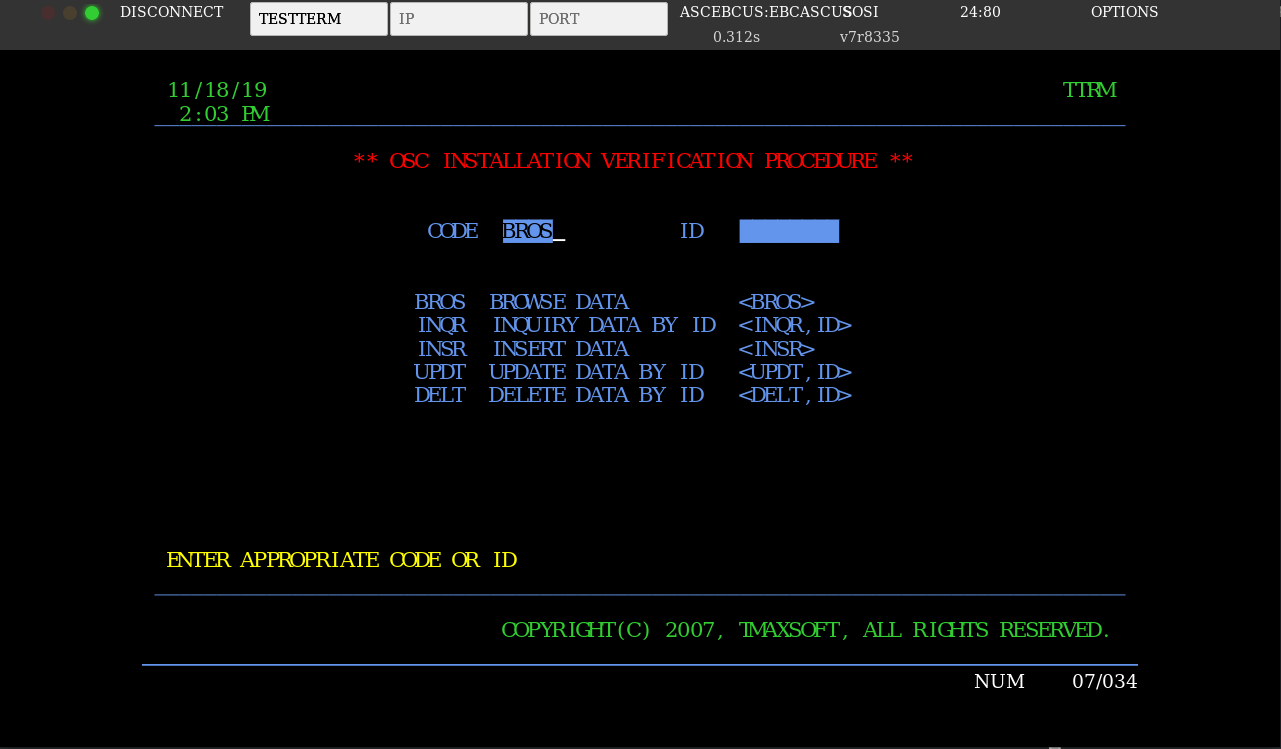 DISCONNECT TESTTERM IP PORT ASCEBCUS:EBCASCUS SOSI 24:80 OPTIONS
0.312s v7r8335
11/18/19 TTRM
2:03 PM
** OSC INSTALLATION VERIFICATION PROCEDURE **
CODE BROS_ ID
BROS BROWSE DATA <BROS>
INQR INQUIRY DATA BY ID <INQR,ID>
INSR INSERT DATA <INSR>
UPDT UPDATE DATA BY ID <UPDT,ID>
DELT DELETE DATA BY ID <DELT,ID>
ENTER APPROPRIATE CODE OR ID
COPYRIGHT(C) 2007, TMAXSOFT, ALL RIGHTS RESERVED.
NUM 07/034